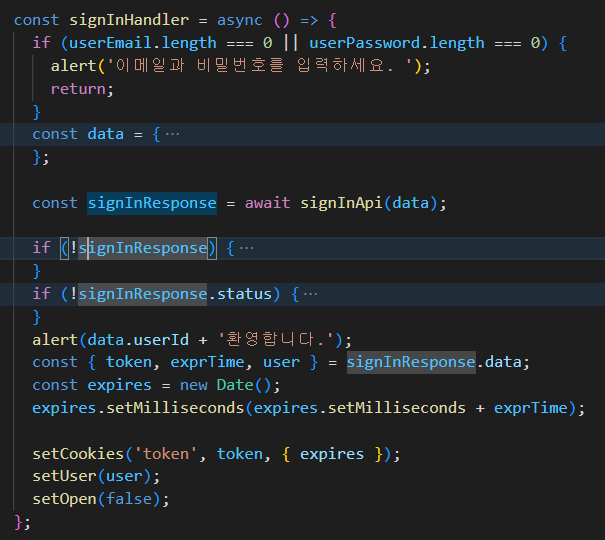 const signInHandler = async () => {
if (userEmail.length === 0 || userPassword.length === 0) {
alert('이메일과 비밀번호를 입력하세요. ');
return;
}
const data = { ···
};
const signInResponse = await signInApi(data);
if (!signInResponse) { ···
}
if (!signInResponse.status) { ···
}
alert(data.userId + '환영합니다.');
const { token, exprTime, user } = signInResponse.data;
const expires = new Date();
expires.setMilliseconds(expires.setMilliseconds + exprTime);
setCookies('token', token, { expires });
setUser(user);
setOpen(false);
};